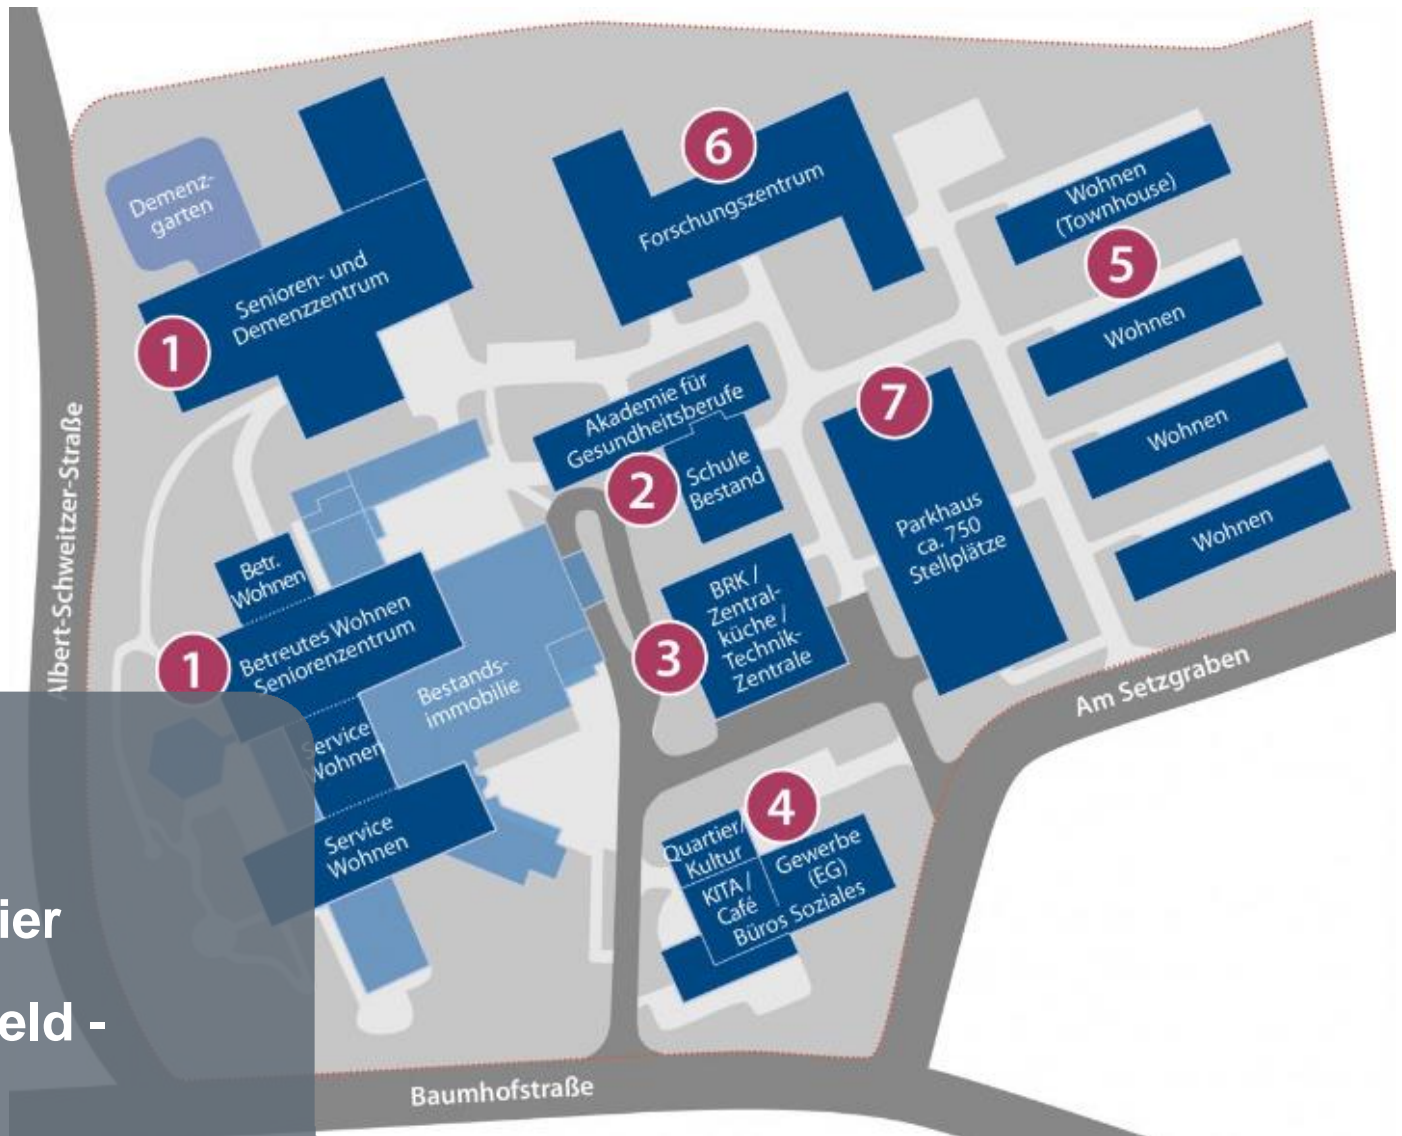 Demenz-
garten
Senioren- und
Demenzzentrum
1
6
Forschungszentrum
Wohnen
(Townhouse)
5
Wohnen
Wohnen
Wohnen
Akademie für
Gesundheitsberufe
2
Schule
Bestand
7
Parkhaus
ca. 750
Stellplätze
Albert-Schweitzer-Straße
Betr.
Wohnen
1
Betreutes Wohnen
Seniorenzentrum
Bestands-
immobilie
Service
Wohnen
Service
Wohnen
3
BRK /
Zentral-
küche /
Technik-
Zentrale
Am Setzgraben
4
Quartier/
Kultur
KITA /
Café
Gewerbe
(EG)
Büros Soziales
ier
eld -
Baumhofstraße